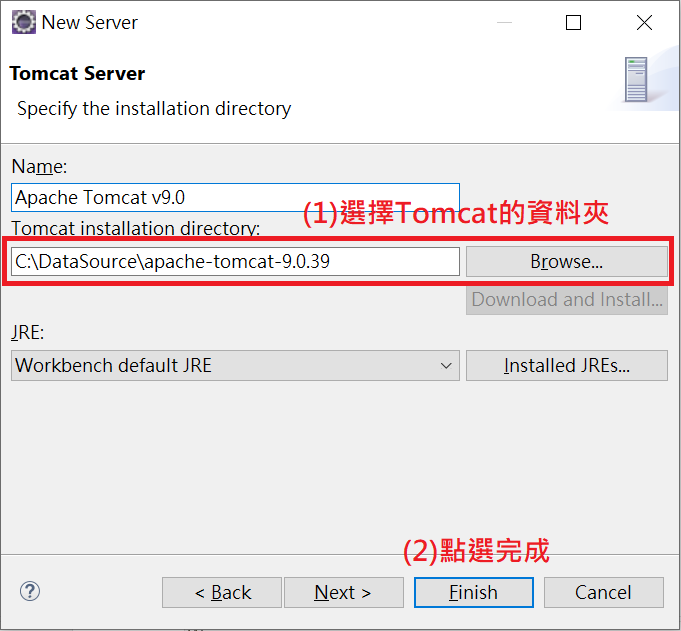 New Server
Tomcat Server
Specify the installation directory
Name:
Apache Tomcat v9.0
(1)選擇Tomcat的資料夾
Tomcat installation directory:
C:\DataSource\apache-tomcat-9.0.39
Browse...
Download and Install...
JRE:
Workbench default JRE
Installed JREs...
(2)點選完成
?
< Back
Next >
Finish
Cancel